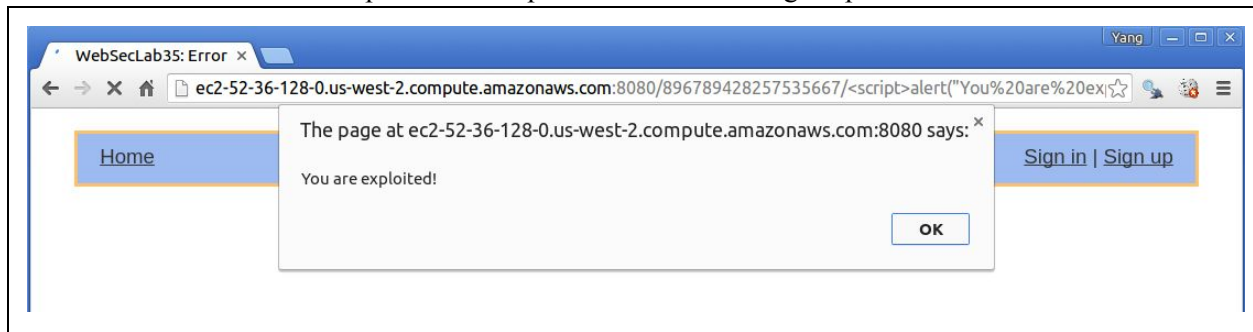 Yang
WebSecLab35: Error ×
ec2-52-36-128-0.us-west-2.compute.amazonaws.com:8080/896789428257535667/<script>alert("You%20are%20ex
The page at ec2-52-36-128-0.us-west-2.compute.amazonaws.com:8080 says: ×
Home
Sign in | Sign up
You are exploited!
OK